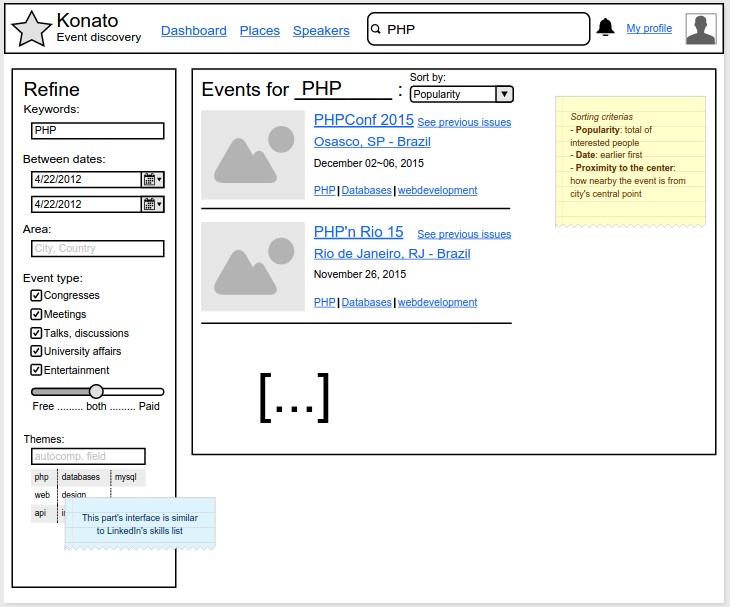 Konato
Event discovery
Dashboard Places Speakers
PHP
My profile
Refine
Keywords:
PHP
Between dates:
4/22/2012
4/22/2012
Area:
City, Country
Event type:
Congresses
Meetings
Talks, discussions
University affairs
Entertainment
Free ......... both ......... Paid
Themes:
autocomp. field
php databases mysql
web design
api
This part's interface is similar
to LinkedIn's skills list
Events for PHP :
Sort by:
Popularity
PHPConf 2015 See previous issues
Osasco, SP - Brazil
December 02~06, 2015
PHP | Databases | webdevelopment
PHP'n Rio 15 See previous issues
Rio de Janeiro, RJ - Brazil
November 26, 2015
PHP | Databases | webdevelopment
[...]
Sorting criterias
- Popularity: total of
interested people
- Date: earlier first
- Proximity to the center:
how nearby the event is from
city's central point